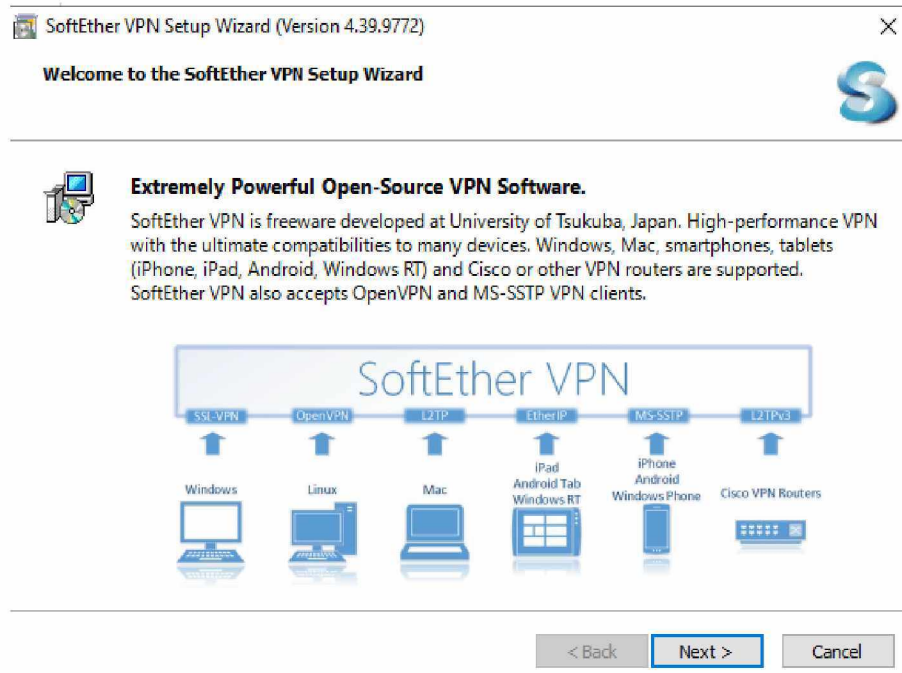 SoftEther VPN Setup Wizard (Version 4.39.9772)
Welcome to the SoftEther VPN Setup Wizard
Extremely Powerful Open-Source VPN Software.
SoftEther VPN is freeware developed at University of Tsukuba, Japan. High-performance VPN
with the ultimate compatibilities to many devices. Windows, Mac, smartphones, tablets
(iPhone, iPad, Android, Windows RT) and Cisco or other VPN routers are supported.
SoftEther VPN also accepts OpenVPN and MS-SSTP VPN clients.
SoftEther VPN
SSL-VPN OpenVPN L2TP EtherIP MS-SSTP L2TPv3
Windows
Linux
Mac
iPad
Android Tab
Windows RT
iPhone
Android
Windows Phone
Cisco VPN Routers
< Back Next > Cancel